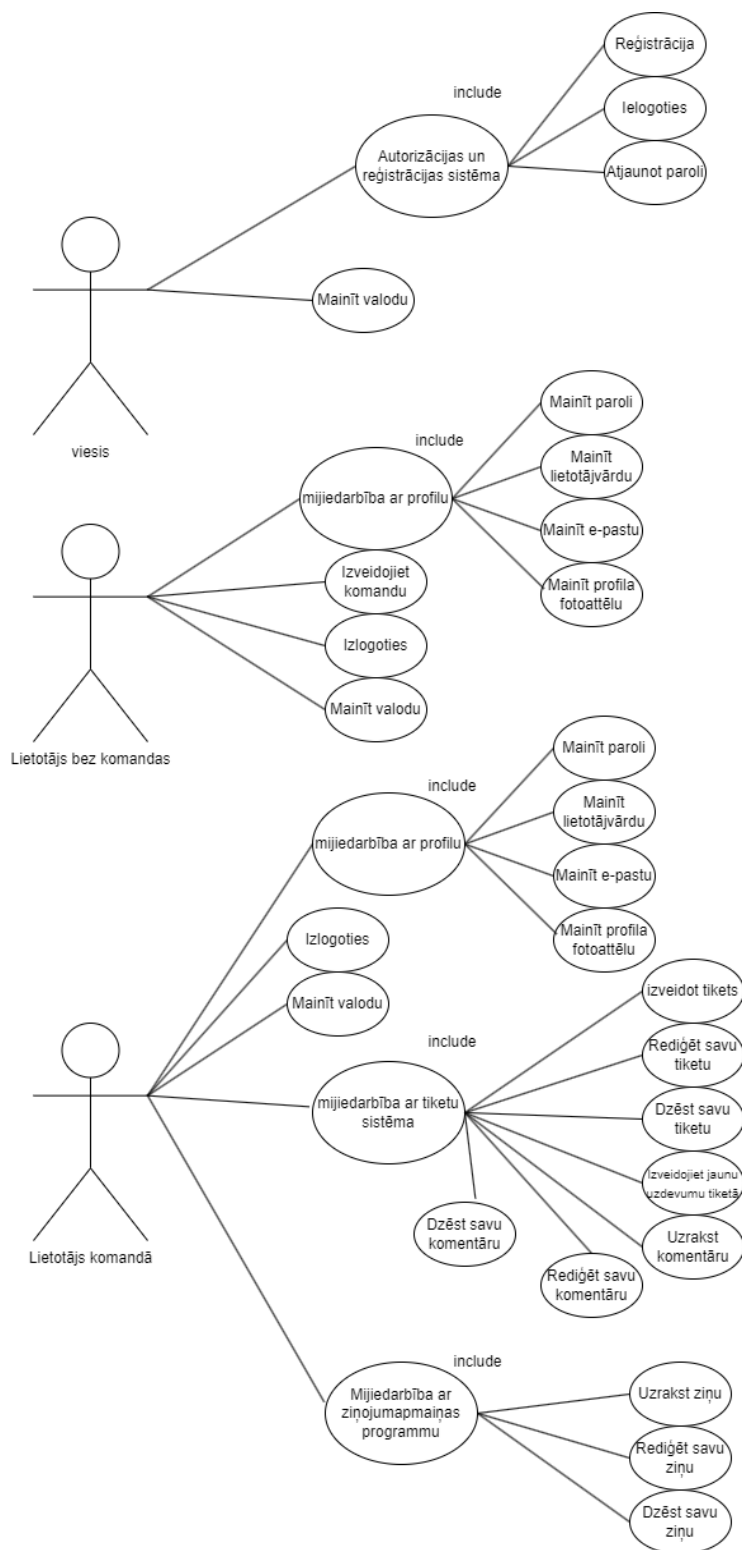 Reģistrācija
include
Ielogoties
Autorizācijas un
reģistrācijas sistēma
Atjaunot paroli
Mainīt valodu
viesis
Mainīt paroli
include
Mainīt
lietotājvārdu
mijiedarbība ar profilu
Mainīt e-pastu
Izveidojiet
komandu
Mainīt profila
fotoattēlu
Izlogoties
Mainīt valodu
Lietotājs bez komandas
Mainīt paroli
include
Mainīt
lietotājvārdu
mijiedarbība ar profilu
Mainīt e-pastu
Mainīt profila
fotoattēlu
Izlogoties
Mainīt valodu
izveidot tikets
include
Rediģēt savu
tiketu
mijiedarbība ar tiketu
sistēma
Dzēst savu
tiketu
Izveidojiet jaunu
uzdevumu tiketā
Dzēst savu
komentāru
Uzrakst
komentāru
Lietotājs komandā
Rediģēt savu
komentāru
include
Uzrakst ziņu
Mijiedarbība ar
ziņojumapmaiņas
programmu
Rediģēt savu
ziņu
Dzēst savu
ziņu